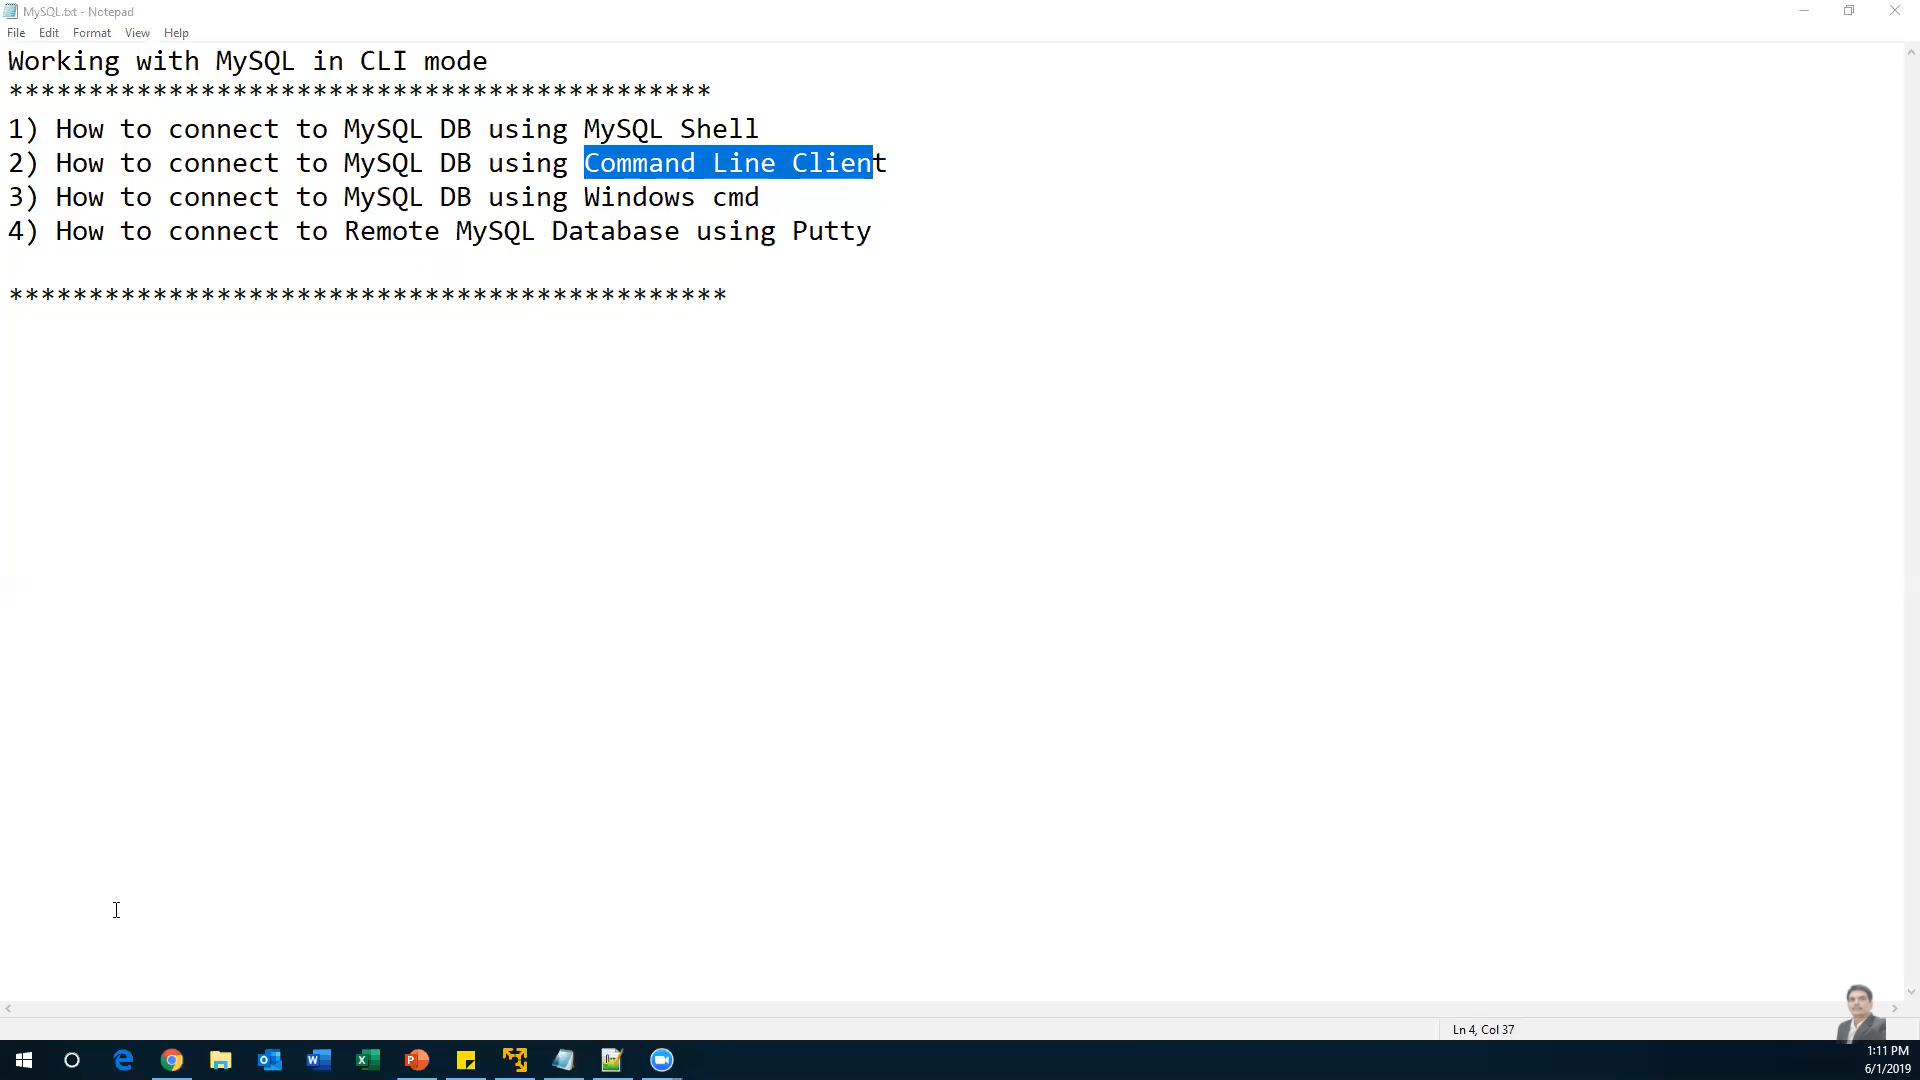 MySQL.txt - Notepad
File Edit Format View Help
Working with MySQL in CLI mode
********************************************
1) How to connect to MySQL DB using MySQL Shell
2) How to connect to MySQL DB using Command Line Client
3) How to connect to MySQL DB using Windows cmd
4) How to connect to Remote MySQL Database using Putty
*********************************************
Ln 4, Col 37
1:11 PM
6/1/2019